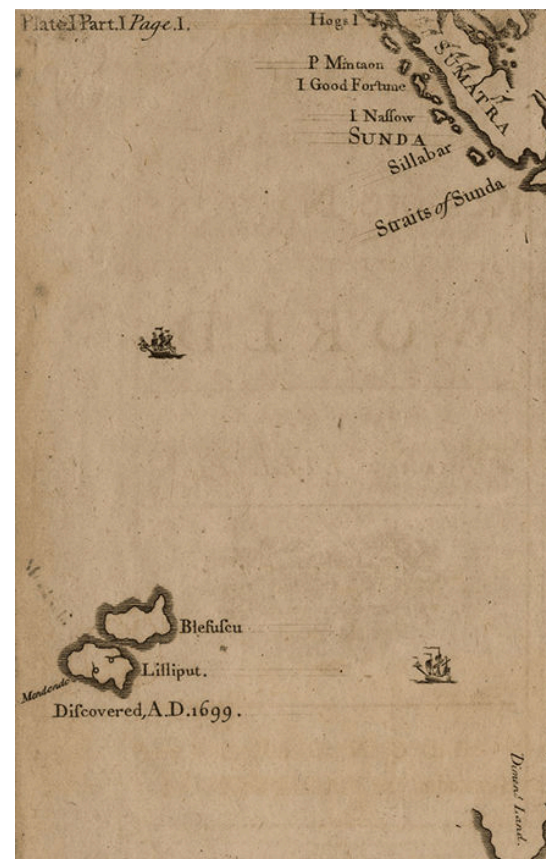 Plate.I.Part.I.Page.I.
Hogs I
SUMATRA
P Mintaon
I Good Fortune
I Naſſow
SUNDA
Sillabar
Straits of Sunda
Blefuſcu
Lilliput.
Mendendo
Diſcovered, A.D. 1699.
Dimens Land.